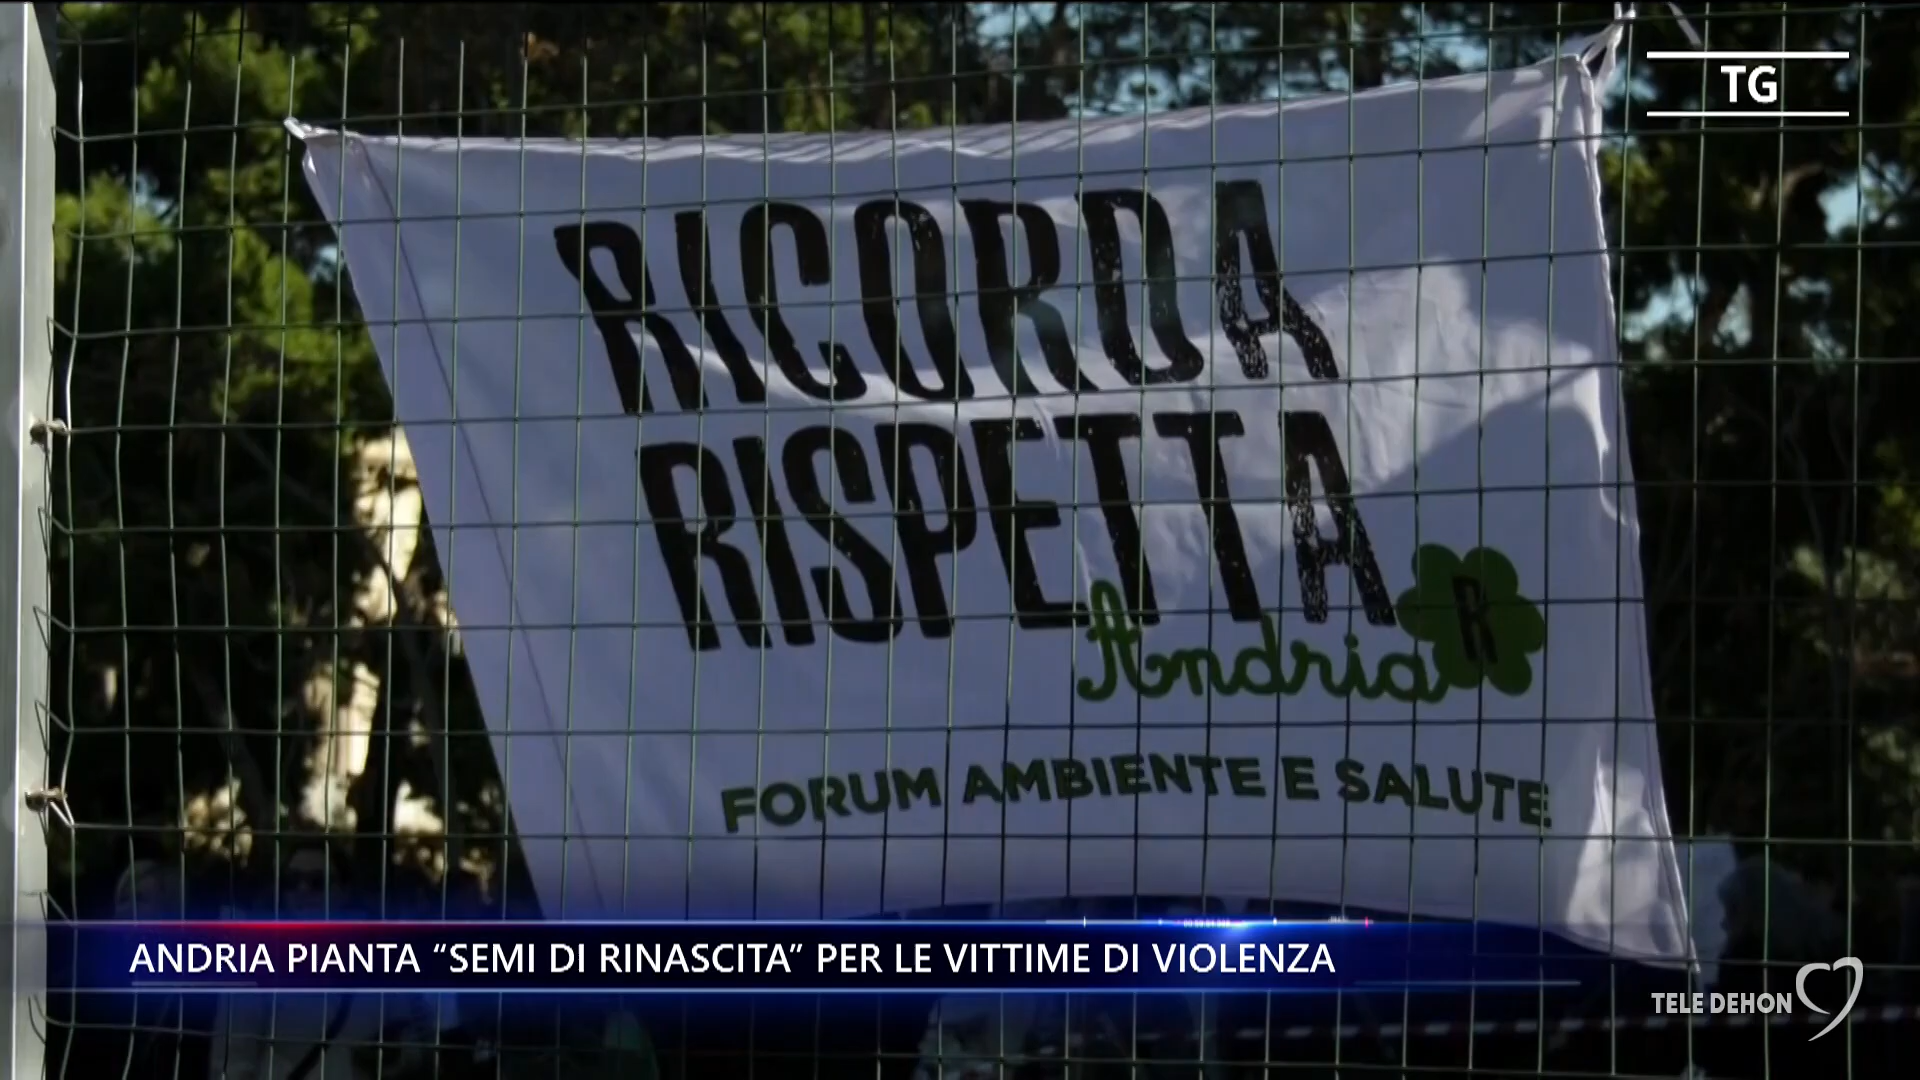 TG
RICORDA
RISPETTA
Andria R
FORUM AMBIENTE E SALUTE
ANDRIA PIANTA “SEMI DI RINASCITA” PER LE VITTIME DI VIOLENZA
TELE DEHON